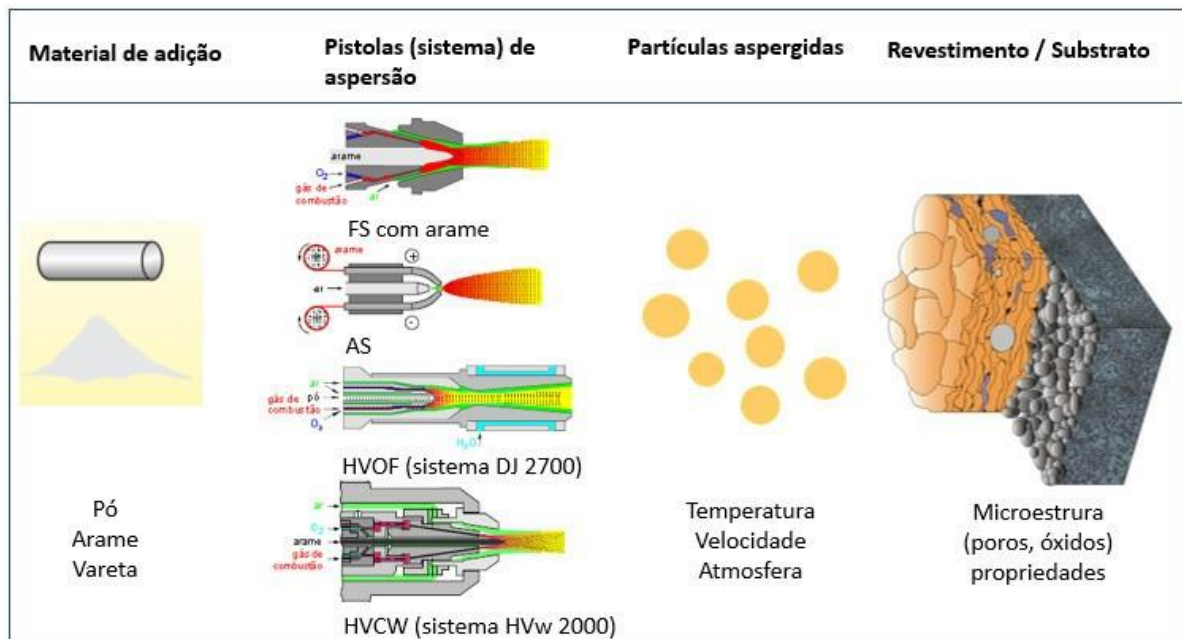 Material de adição
Pistolas (sistema) de
aspersão
Partículas aspergidas
Revestimento / Substrato
arame
O₂
gás de
combustão
ar
FS com arame
arame
ar
+
-
AS
ar
pó
gás de
combustão
O₂
H₂O
HVOF (sistema DJ 2700)
ar
O₂
arame
gás de
combustão
HVCW (sistema HVw 2000)
Pó
Arame
Vareta
Temperatura
Velocidade
Atmosfera
Microestrura
(poros, óxidos)
propriedades